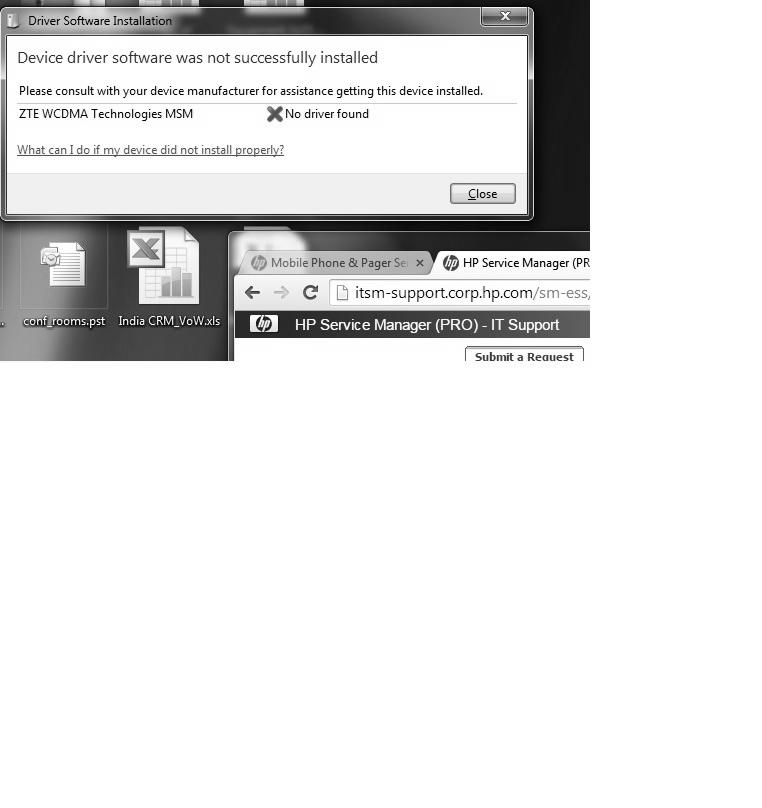 Driver Software Installation
Device driver software was not successfully installed
Please consult with your device manufacturer for assistance getting this device installed.
ZTE WCDMA Technologies MSM No driver found
What can I do if my device did not install properly?
Close
conf_rooms.pst India CRM_VoW.xls
hp Mobile Phone & Pager Se hp HP Service Manager (PR
itsm-support.corp.hp.com/sm-ess/
hp HP Service Manager (PRO) - IT Support
Submit a Request